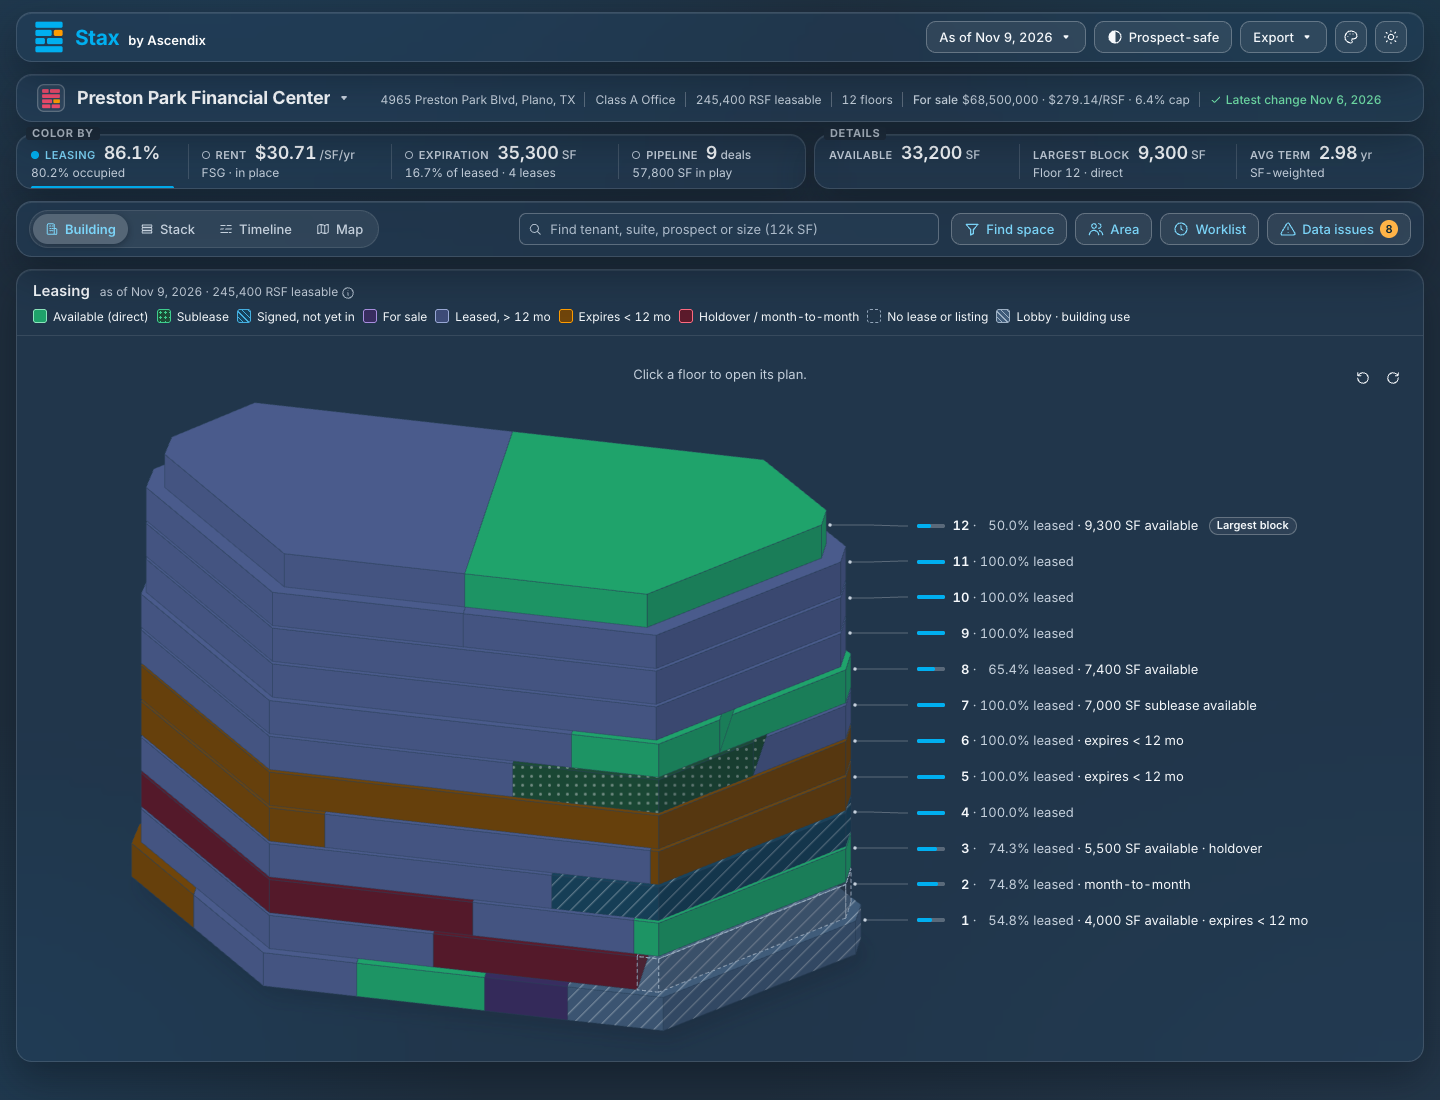 Stax by Ascendix
As of Nov 9, 2026
Prospect-safe
Export
Preston Park Financial Center
4965 Preston Park Blvd, Plano, TX
Class A Office
245,400 RSF leasable
12 floors
For sale $68,500,000 · $279.14/RSF · 6.4% cap
Latest change Nov 6, 2026
COLOR BY
LEASING 86.1%
80.2% occupied
RENT $30.71 /SF/yr
FSG · in place
EXPIRATION 35,300 SF
16.7% of leased · 4 leases
PIPELINE 9 deals
57,800 SF in play
DETAILS
AVAILABLE 33,200 SF
LARGEST BLOCK 9,300 SF
Floor 12 · direct
AVG TERM 2.98 yr
SF-weighted
Building
Stack
Timeline
Map
Find tenant, suite, prospect or size (12k SF)
Find space
Area
Worklist
Data issues 8
Leasing as of Nov 9, 2026 · 245,400 RSF leasable
Available (direct)
Sublease
Signed, not yet in
For sale
Leased, > 12 mo
Expires < 12 mo
Holdover / month-to-month
No lease or listing
Lobby · building use
Click a floor to open its plan.
12 · 50.0% leased · 9,300 SF available Largest block
11 · 100.0% leased
10 · 100.0% leased
9 · 100.0% leased
8 · 65.4% leased · 7,400 SF available
7 · 100.0% leased · 7,000 SF sublease available
6 · 100.0% leased · expires < 12 mo
5 · 100.0% leased · expires < 12 mo
4 · 100.0% leased
3 · 74.3% leased · 5,500 SF available · holdover
2 · 74.8% leased · month-to-month
1 · 54.8% leased · 4,000 SF available · expires < 12 mo